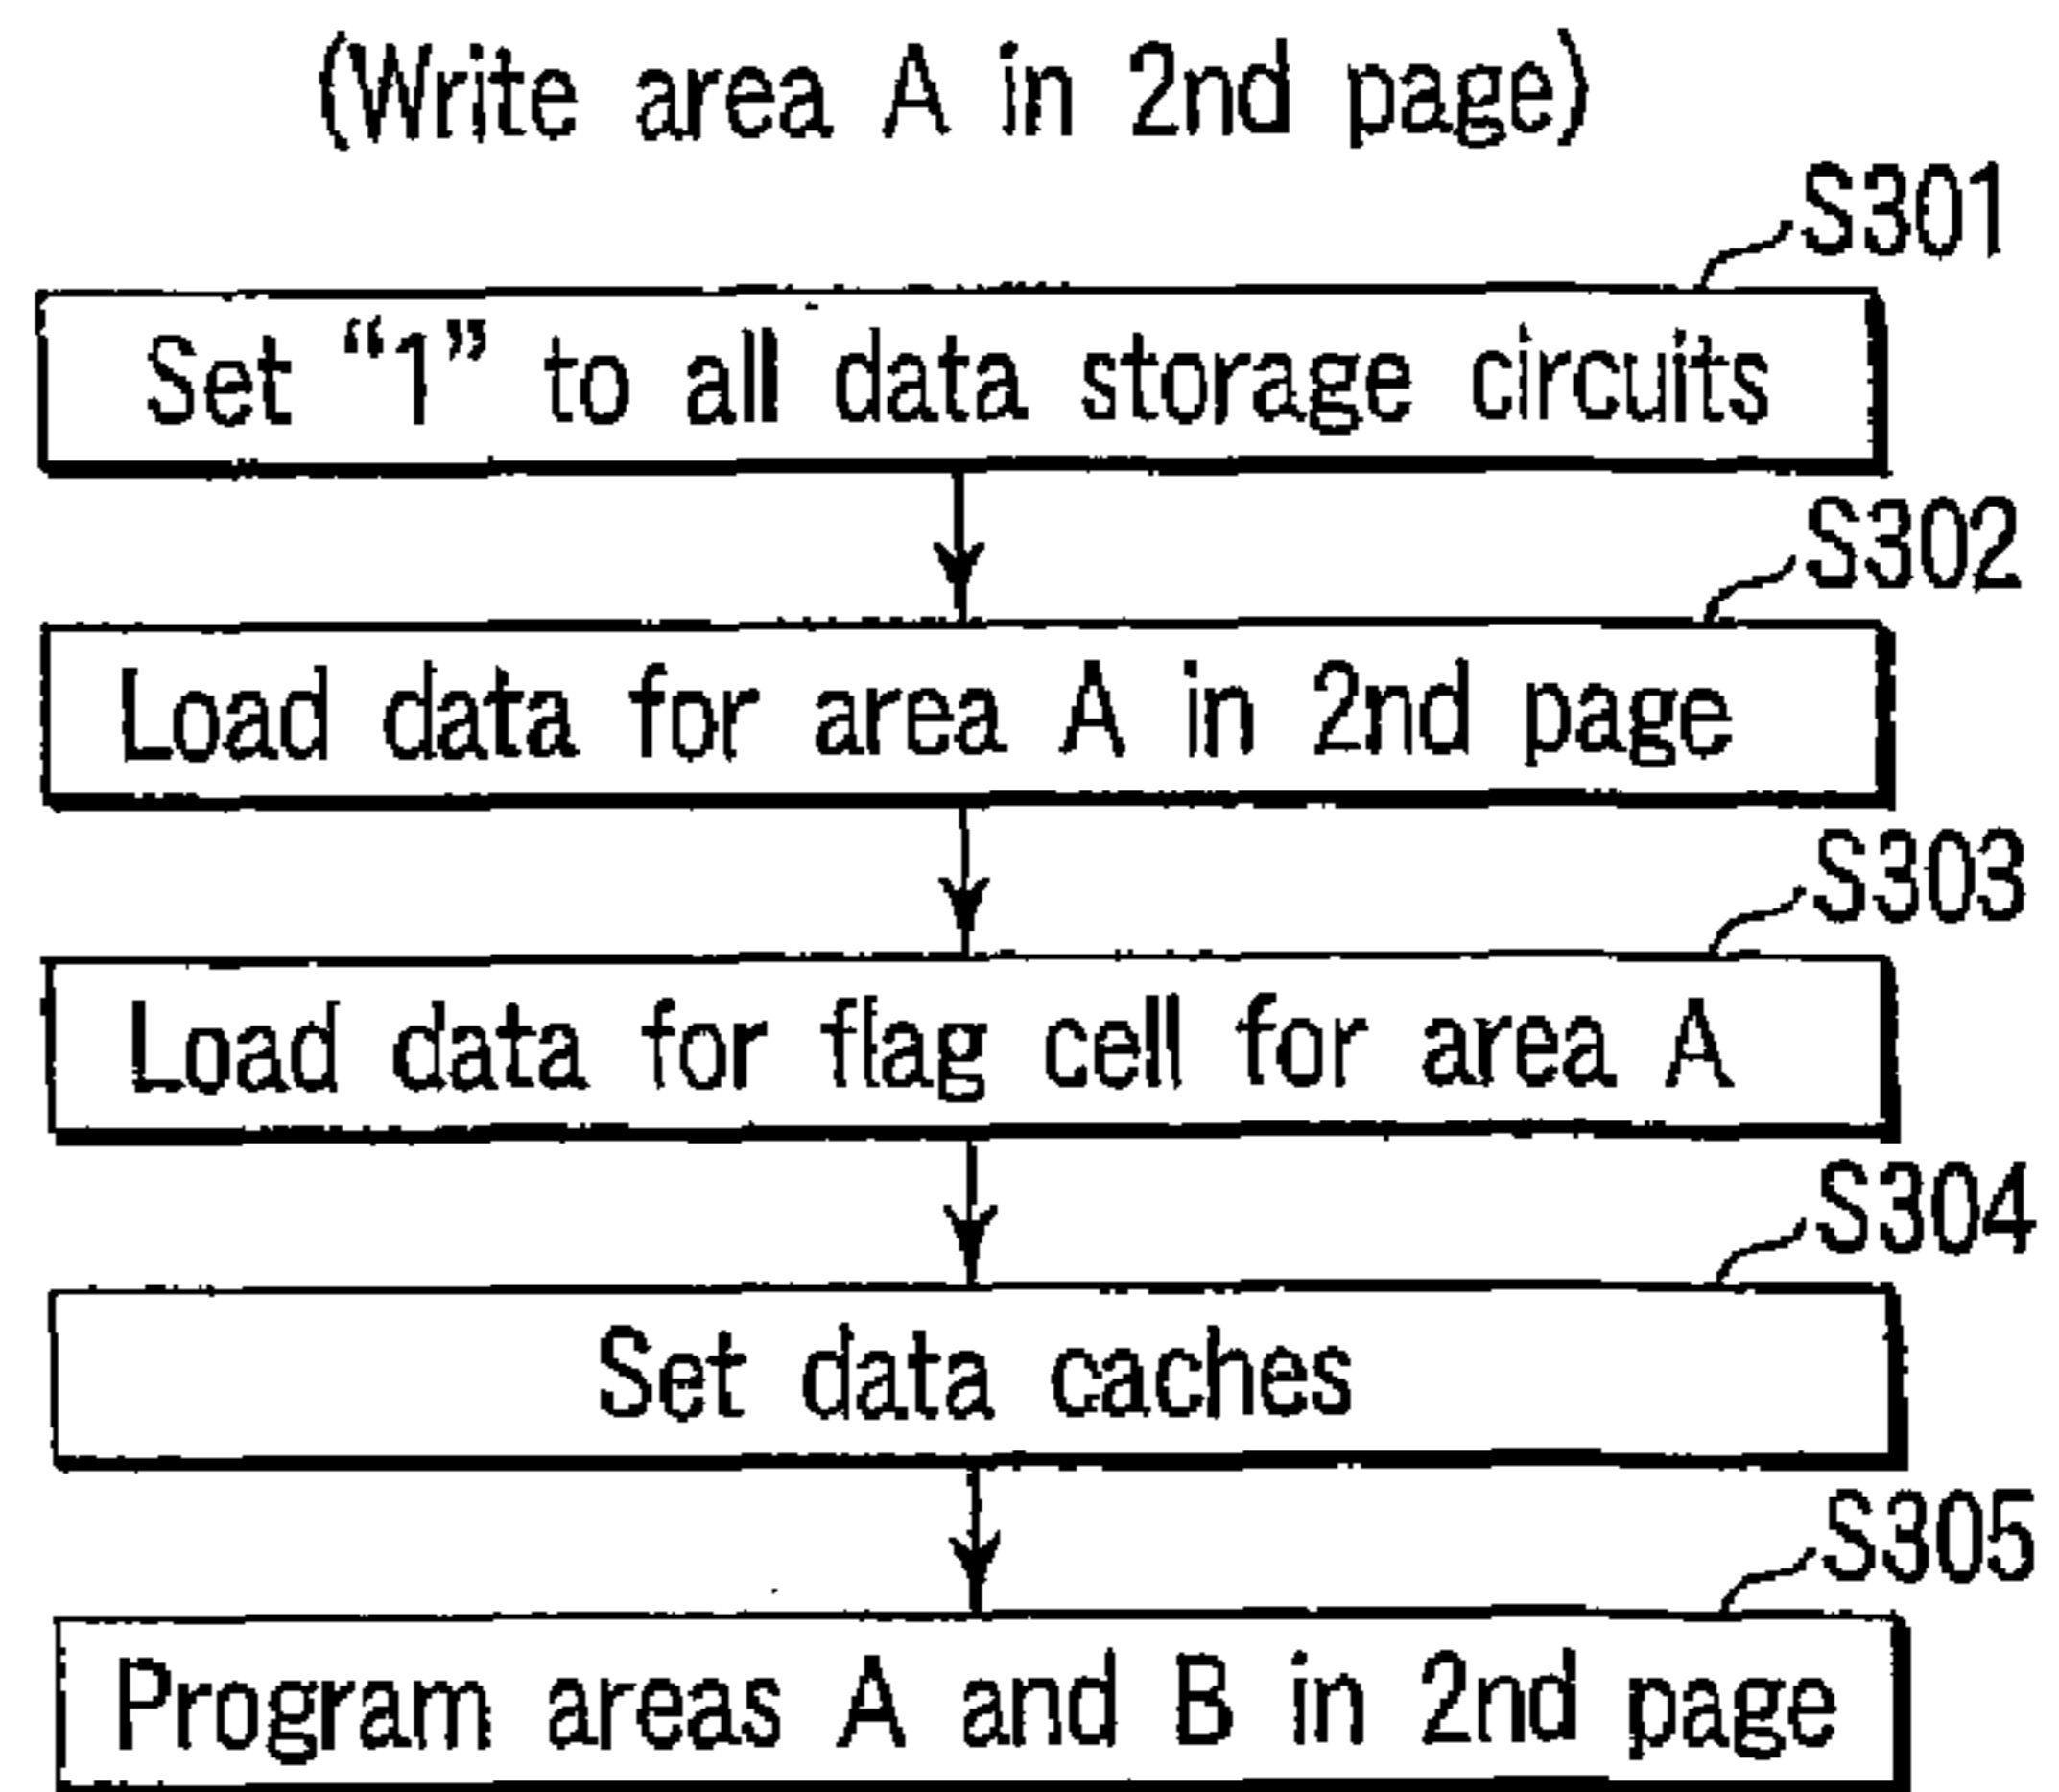 (Write area A in 2nd page)
S301
Set “1” to all data storage circuits
S302
Load data for area A in 2nd page
S303
Load data for flag cell for area A
S304
Set data caches
S305
Program areas A and B in 2nd page